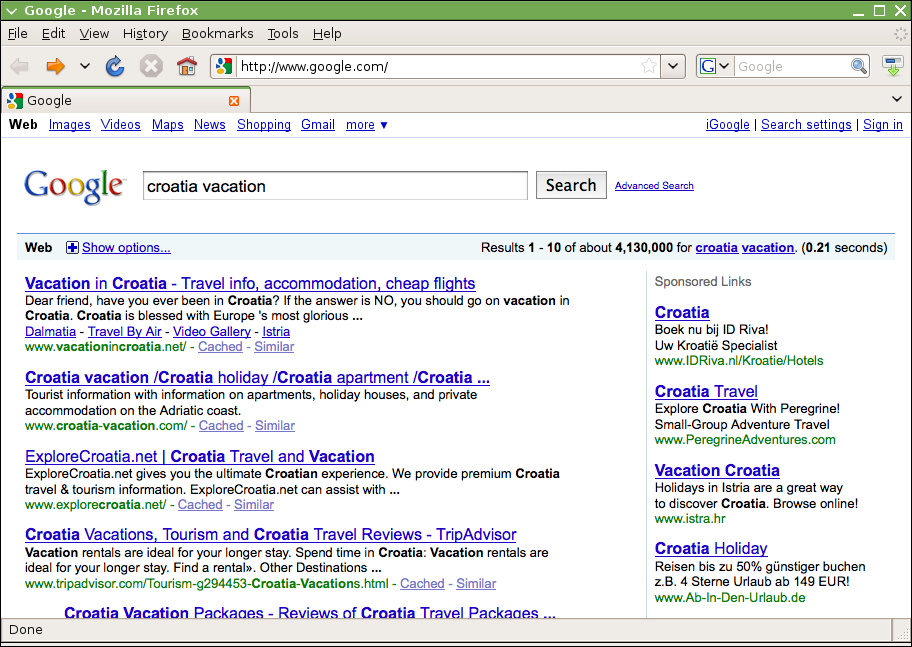 Google - Mozilla Firefox
File Edit View History Bookmarks Tools Help
http://www.google.com/ G Google
Google
Web Images Videos Maps News Shopping Gmail more ▼ iGoogle | Search settings | Sign in
Google croatia vacation Search Advanced Search
Web Show options... Results 1 - 10 of about 4,130,000 for croatia vacation. (0.21 seconds)
Vacation in Croatia - Travel info, accommodation, cheap flights
Dear friend, have you ever been in Croatia? If the answer is NO, you should go on vacation in
Croatia. Croatia is blessed with Europe 's most glorious ...
Dalmatia - Travel By Air - Video Gallery - Istria
www.vacationincroatia.net/ - Cached - Similar
Croatia vacation /Croatia holiday /Croatia apartment /Croatia ...
Tourist information with information on apartments, holiday houses, and private
accommodation on the Adriatic coast.
www.croatia-vacation.com/ - Cached - Similar
ExploreCroatia.net | Croatia Travel and Vacation
ExploreCroatia.net gives you the ultimate Croatian experience. We provide premium Croatia
travel & tourism information. ExploreCroatia.net can assist with ...
www.explorecroatia.net/ - Cached - Similar
Croatia Vacations, Tourism and Croatia Travel Reviews - TripAdvisor
Vacation rentals are ideal for your longer stay. Spend time in Croatia: Vacation rentals are
ideal for your longer stay. Find a rental». Other Destinations ...
www.tripadvisor.com/Tourism-g294453-Croatia-Vacations.html - Cached - Similar
Croatia Vacation Packages - Reviews of Croatia Travel Packages ...
Sponsored Links
Croatia
Boek nu bij ID Riva!
Uw Kroatië Specialist
www.IDRiva.nl/Kroatie/Hotels
Croatia Travel
Explore Croatia With Peregrine!
Small-Group Adventure Travel
www.PeregrineAdventures.com
Vacation Croatia
Holidays in Istria are a great way
to discover Croatia. Browse online!
www.istra.hr
Croatia Holiday
Reisen bis zu 50% günstiger buchen
z.B. 4 Sterne Urlaub ab 149 EUR!
www.Ab-In-Den-Urlaub.de
Done